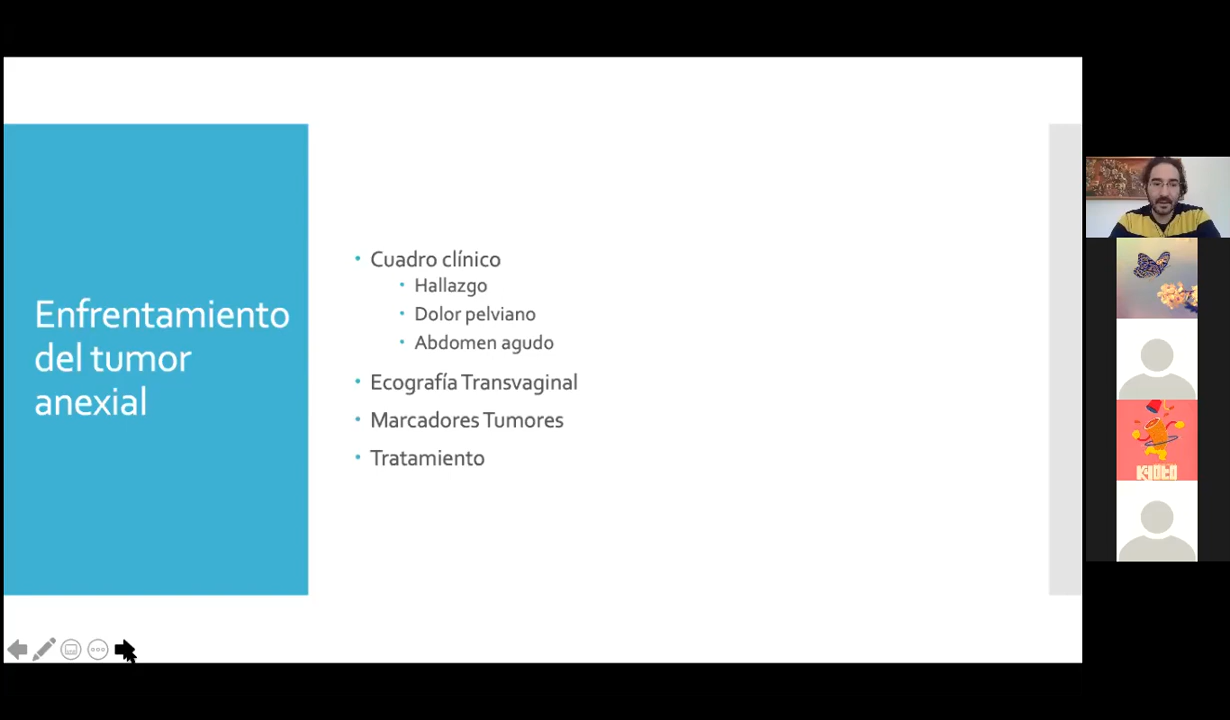 Enfrentamiento
del tumor
anexial
• Cuadro clínico
• Hallazgo
• Dolor pelviano
• Abdomen agudo
• Ecografía Transvaginal
• Marcadores Tumores
• Tratamiento